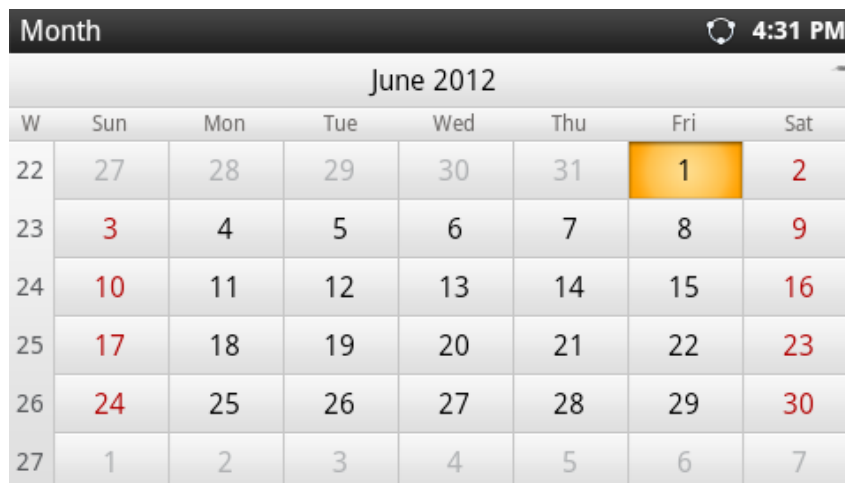 Month 4:31 PM
June 2012
W Sun Mon Tue Wed Thu Fri Sat
22 27 28 29 30 31 1 2
23 3 4 5 6 7 8 9
24 10 11 12 13 14 15 16
25 17 18 19 20 21 22 23
26 24 25 26 27 28 29 30
27 1 2 3 4 5 6 7